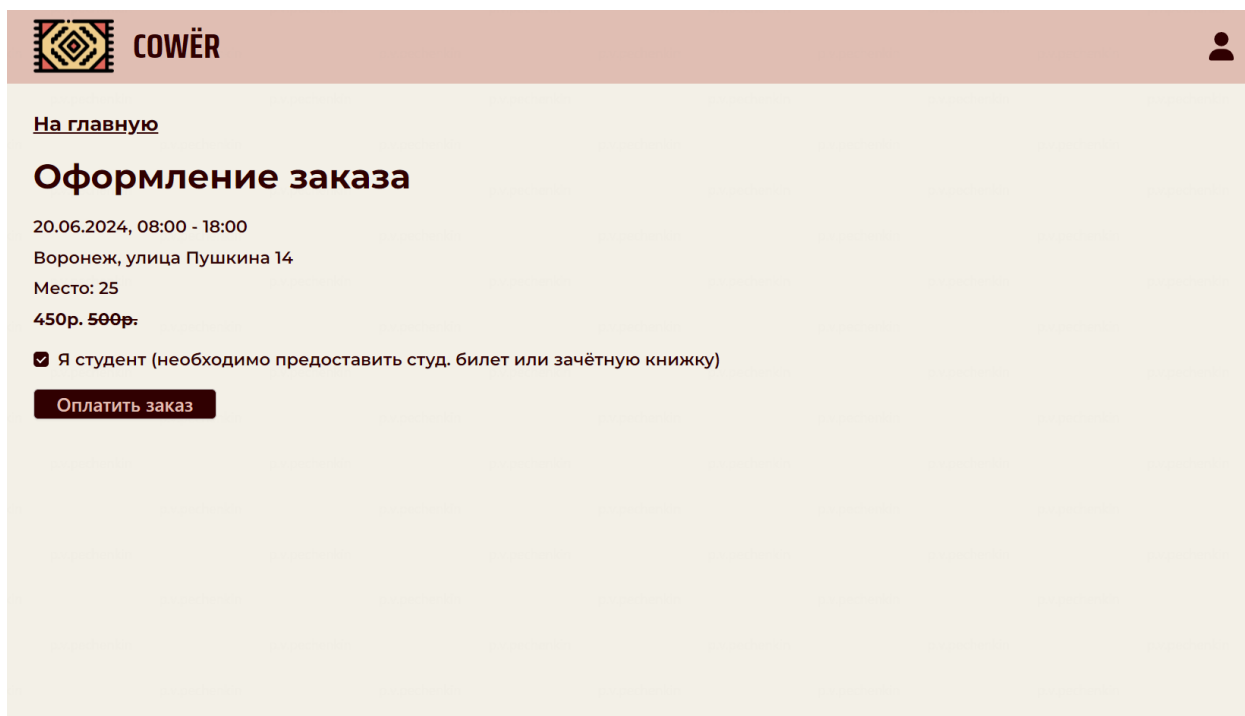 COWËR
На главную
Оформление заказа
20.06.2024, 08:00 - 18:00
Воронеж, улица Пушкина 14
Место: 25
450р. 500р.
Я студент (необходимо предоставить студ. билет или зачётную книжку)
Оплатить заказ